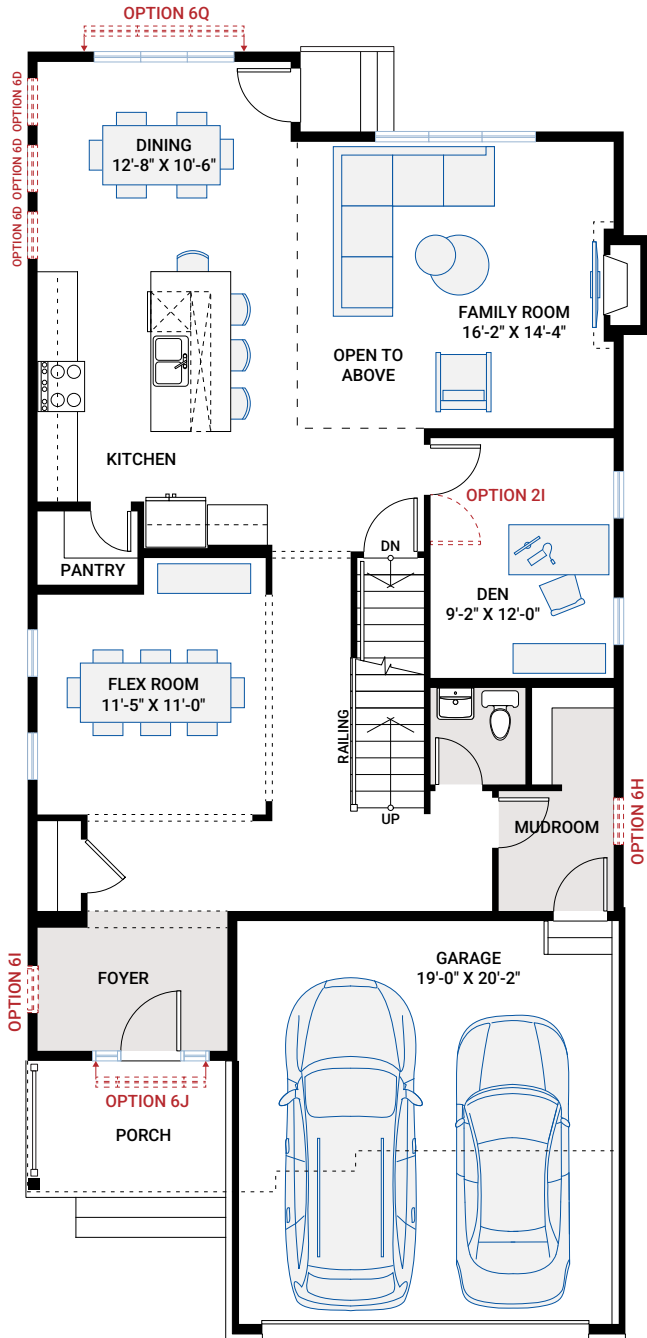 OPTION 6Q
OPTION 6D
OPTION 6D
OPTION 6D
DINING
12'-8" X 10'-6"
FAMILY ROOM
16'-2" X 14'-4"
OPEN TO
ABOVE
KITCHEN
OPTION 2I
PANTRY
DN
DEN
9'-2" X 12'-0"
FLEX ROOM
11'-5" X 11'-0"
RAILING
UP
MUDROOM
OPTION 6H
FOYER
OPTION 6I
GARAGE
19'-0" X 20'-2"
OPTION 6J
PORCH